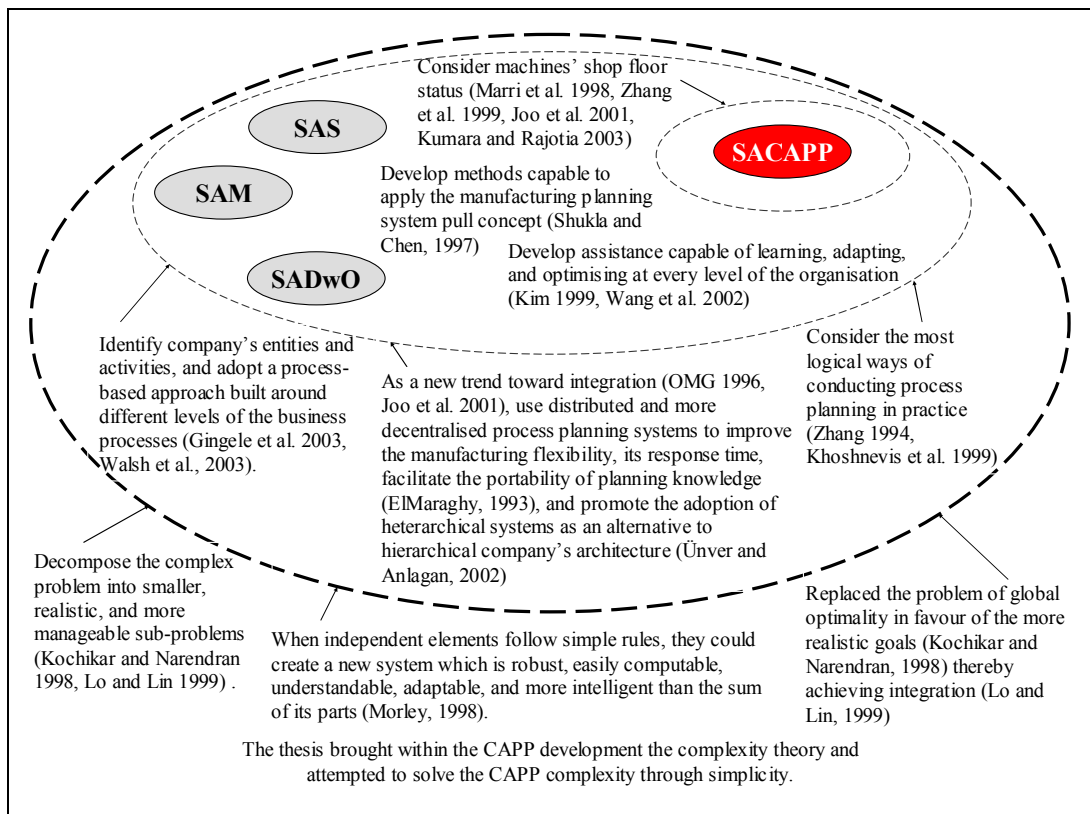 Consider machines' shop floor
status (Marri et al. 1998, Zhang
et al. 1999, Joo et al. 2001,
Kumara and Rajotia 2003)
SAS
SACAPP
SAM
Develop methods capable to
apply the manufacturing planning
system pull concept (Shukla and
Chen, 1997)
SADwO
Develop assistance capable of learning, adapting,
and optimising at every level of the organisation
(Kim 1999, Wang et al. 2002)
Identify company's entities and
activities, and adopt a process-
based approach built around
different levels of the business
processes (Gingele et al. 2003,
Walsh et al., 2003).
As a new trend toward integration (OMG 1996,
Joo et al. 2001), use distributed and more
decentralised process planning systems to improve
the manufacturing flexibility, its response time,
facilitate the portability of planning knowledge
(ElMaraghy, 1993), and promote the adoption of
heterarchical systems as an alternative to
hierarchical company's architecture (Ünver and
Anlagan, 2002)
Consider the most
logical ways of
conducting process
planning in practice
(Zhang 1994,
Khoshnevis et al. 1999)
Decompose the complex
problem into smaller,
realistic, and more
manageable sub-problems
(Kochikar and Narendran
1998, Lo and Lin 1999) .
When independent elements follow simple rules, they could
create a new system which is robust, easily computable,
understandable, adaptable, and more intelligent than the sum
of its parts (Morley, 1998).
Replaced the problem of global
optimality in favour of the more
realistic goals (Kochikar and
Narendran, 1998) thereby
achieving integration (Lo and
Lin, 1999)
The thesis brought within the CAPP development the complexity theory and
attempted to solve the CAPP complexity through simplicity.